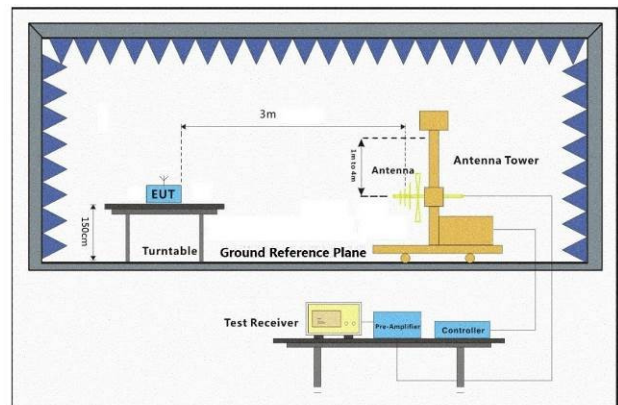 3m
1m to 4m
Antenna
Antenna Tower
EUT
150cm
Turntable
Ground Reference Plane
Test Receiver
Pre-Amplifier
Controller